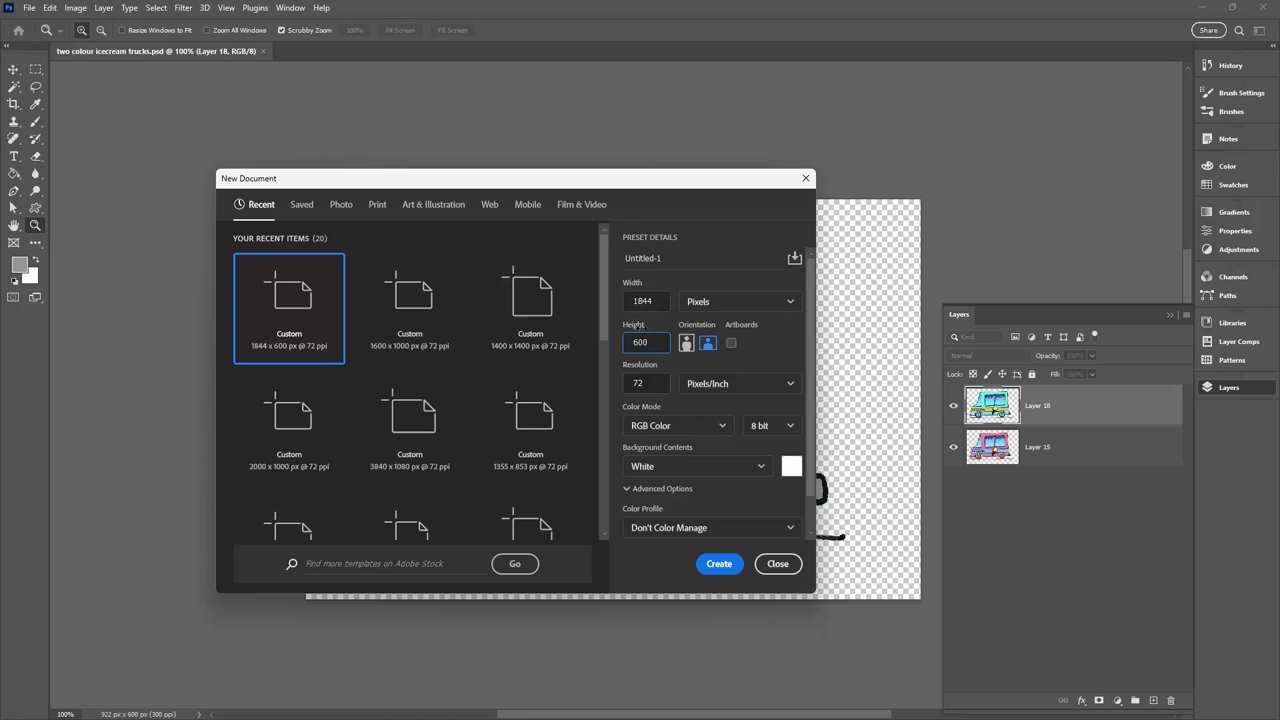 Ps File Edit Image Layer Type Select Filter 3D View Plugins Window Help
Resize Windows to Fit Zoom All Windows Scrubby Zoom 100% Fit Screen Fill Screen Share
two colour icecream trucks.psd @ 100% (Layer 18, RGB/8) ×
New Document
Recent Saved Photo Print Art & Illustration Web Mobile Film & Video
YOUR RECENT ITEMS (20)
Custom
1844 x 600 px @ 72 ppi
Custom
1600 x 1000 px @ 72 ppi
Custom
1400 x 1400 px @ 72 ppi
Custom
2000 x 1000 px @ 72 ppi
Custom
3840 x 1080 px @ 72 ppi
Custom
1355 x 853 px @ 72 ppi
Find more templates on Adobe Stock
Go
PRESET DETAILS
Untitled-1
Width
1844 Pixels
Height Orientation Artboards
600
Resolution
72 Pixels/Inch
Color Mode
RGB Color 8 bit
Background Contents
White
Advanced Options
Color Profile
Don't Color Manage
Create Close
History
Brush Settings
Brushes
Notes
Color
Swatches
Gradients
Properties
Adjustments
Channels
Paths
Libraries
Layer Comps
Patterns
Layers
Layers
Kind
Normal Opacity: 100%
Lock: Fill: 100%
Layer 18
Layer 15
fx
100% 922 px x 600 px (300 ppi)